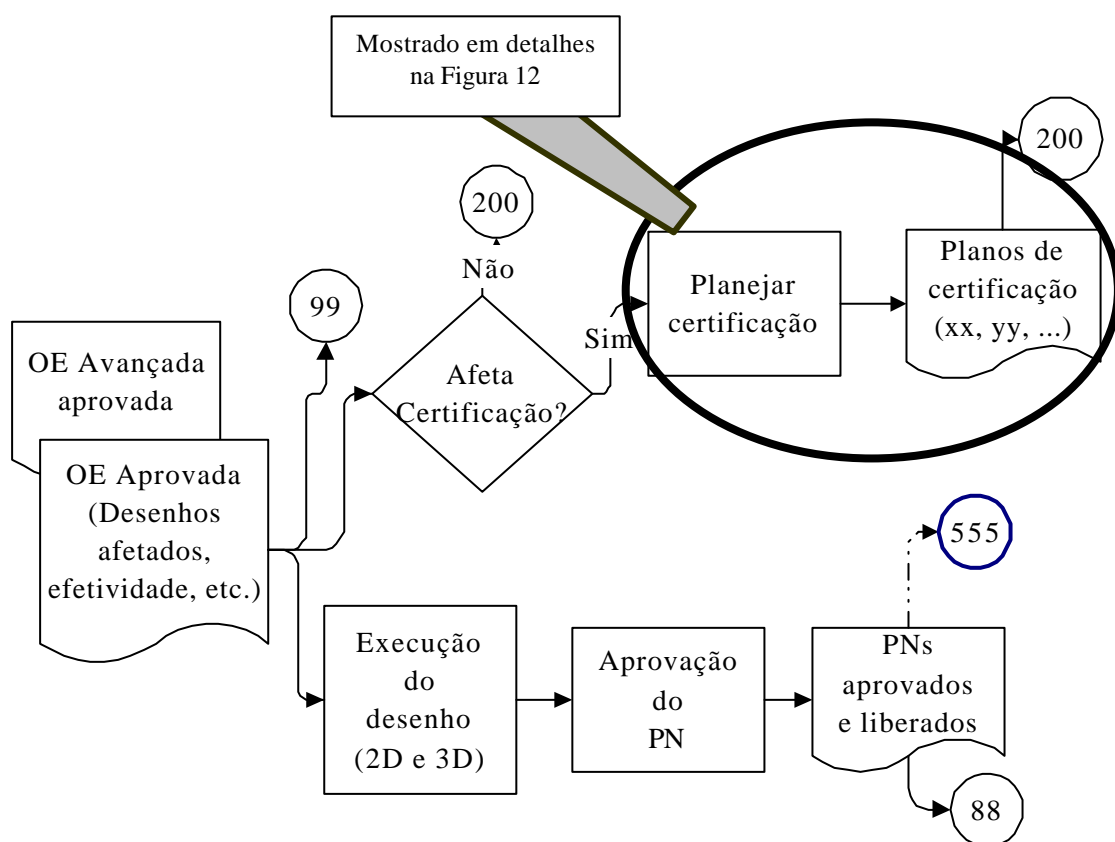 Mostrado em detalhes
na Figura 12
200
200
Não
99
Planejar
certificação
Planos de
certificação
(xx, yy, ...)
Sim
OE Avançada
aprovada
Afeta
Certificação?
OE Aprovada
(Desenhos
afetados,
efetividade, etc.)
555
Execução
do
desenho
(2D e 3D)
Aprovação
do
PN
PNs
aprovados
e liberados
88